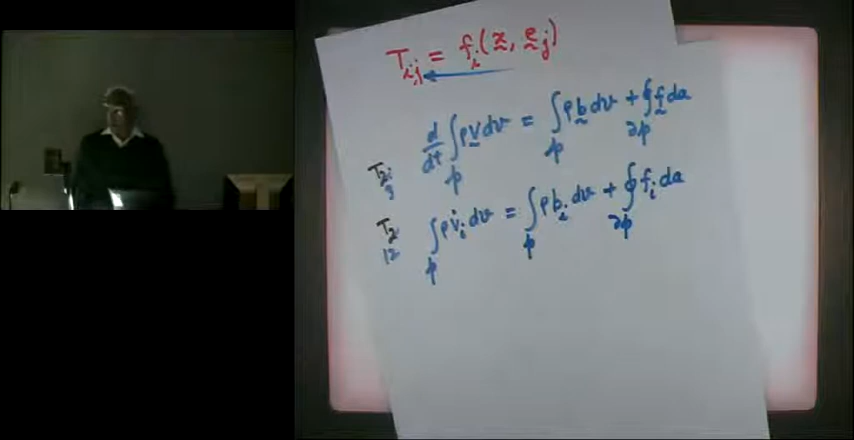 T_ij = f_i(x, e_j)
d/dt ∫_p ρv dv = ∫_p ρb dv + ∮_∂p f da
∫_p ρv̇_i dv = ∫_p ρb_i dv + ∮_∂p f_i da